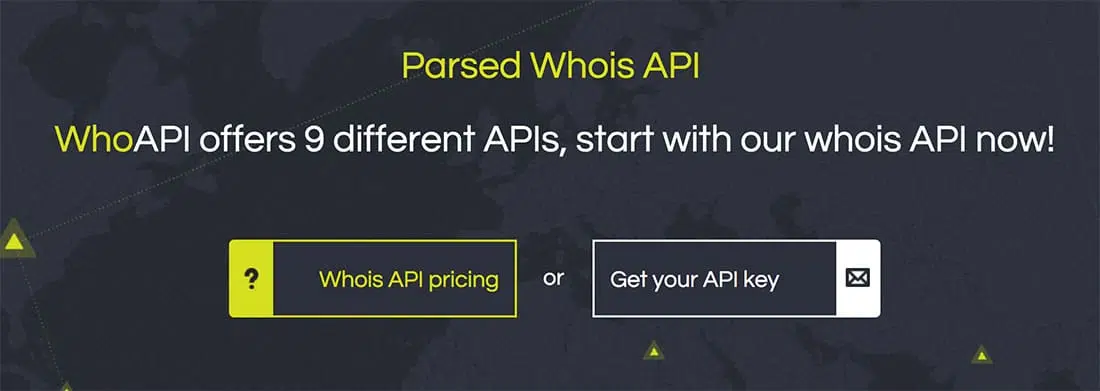 Parsed Whois API
WhoAPI offers 9 different APIs, start with our whois API now!
? Whois API pricing or Get your API key